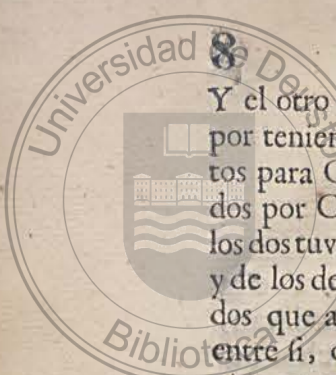 8
Y el otro
por tenien
tos para C
dos por C
los dos tuv
y de los de
dos que a
entre si, c
Universidad de Deusto
Biblioteca